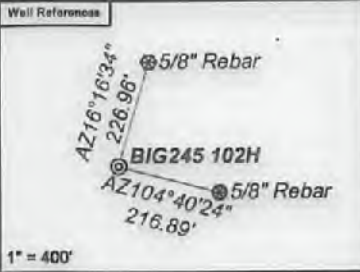 Well References
5/8" Rebar
AZ16°16'34"
226.96'
BIG245 102H
AZ104°40'24"
216.89'
5/8" Rebar
1" = 400'